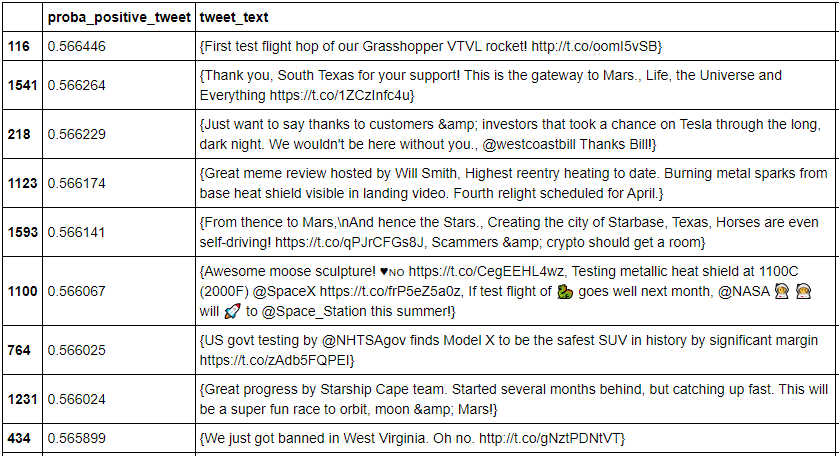 proba_positive_tweet tweet_text
116 0.566446 {First test flight hop of our Grasshopper VTVL rocket! http://t.co/oomI5vSB}
1541 0.566264 {Thank you, South Texas for your support! This is the gateway to Mars., Life, the Universe and
Everything https://t.co/1ZCzInfc4u}
218 0.566229 {Just want to say thanks to customers &amp; investors that took a chance on Tesla through the long,
dark night. We wouldn't be here without you., @westcoastbill Thanks Bill!}
1123 0.566174 {Great meme review hosted by Will Smith, Highest reentry heating to date. Burning metal sparks from
base heat shield visible in landing video. Fourth relight scheduled for April.}
1593 0.566141 {From thence to Mars,\nAnd hence the Stars., Creating the city of Starbase, Texas, Horses are even
self-driving! https://t.co/qPJrCFGs8J, Scammers &amp; crypto should get a room}
1100 0.566067 {Awesome moose sculpture! ♥ɴᴏ https://t.co/CegEEHL4wz, Testing metallic heat shield at 1100C
(2000F) @SpaceX https://t.co/frP5eZ5a0z, If test flight of 🐉 goes well next month, @NASA 👨‍🚀 👨‍🚀
will 🚀 to @Space_Station this summer!}
764 0.566025 {US govt testing by @NHTSAgov finds Model X to be the safest SUV in history by significant margin
https://t.co/zAdb5FQPEI}
1231 0.566024 {Great progress by Starship Cape team. Started several months behind, but catching up fast. This will
be a super fun race to orbit, moon &amp; Mars!}
434 0.565899 {We just got banned in West Virginia. Oh no. http://t.co/gNztPDNtVT}